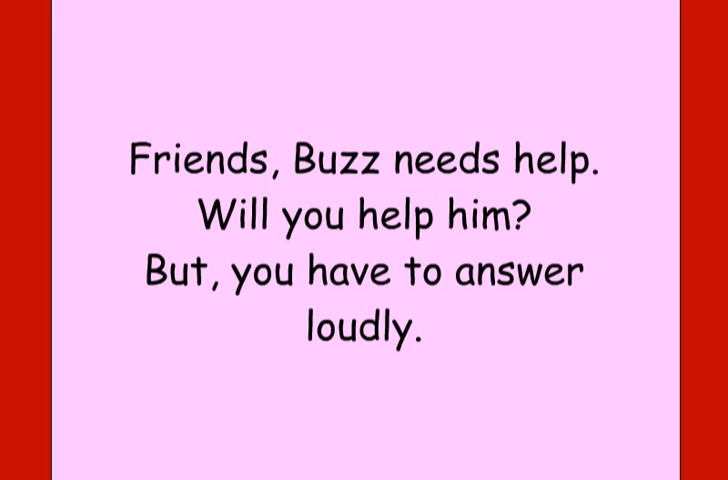 Friends, Buzz needs help.
Will you help him?
But, you have to answer
loudly.